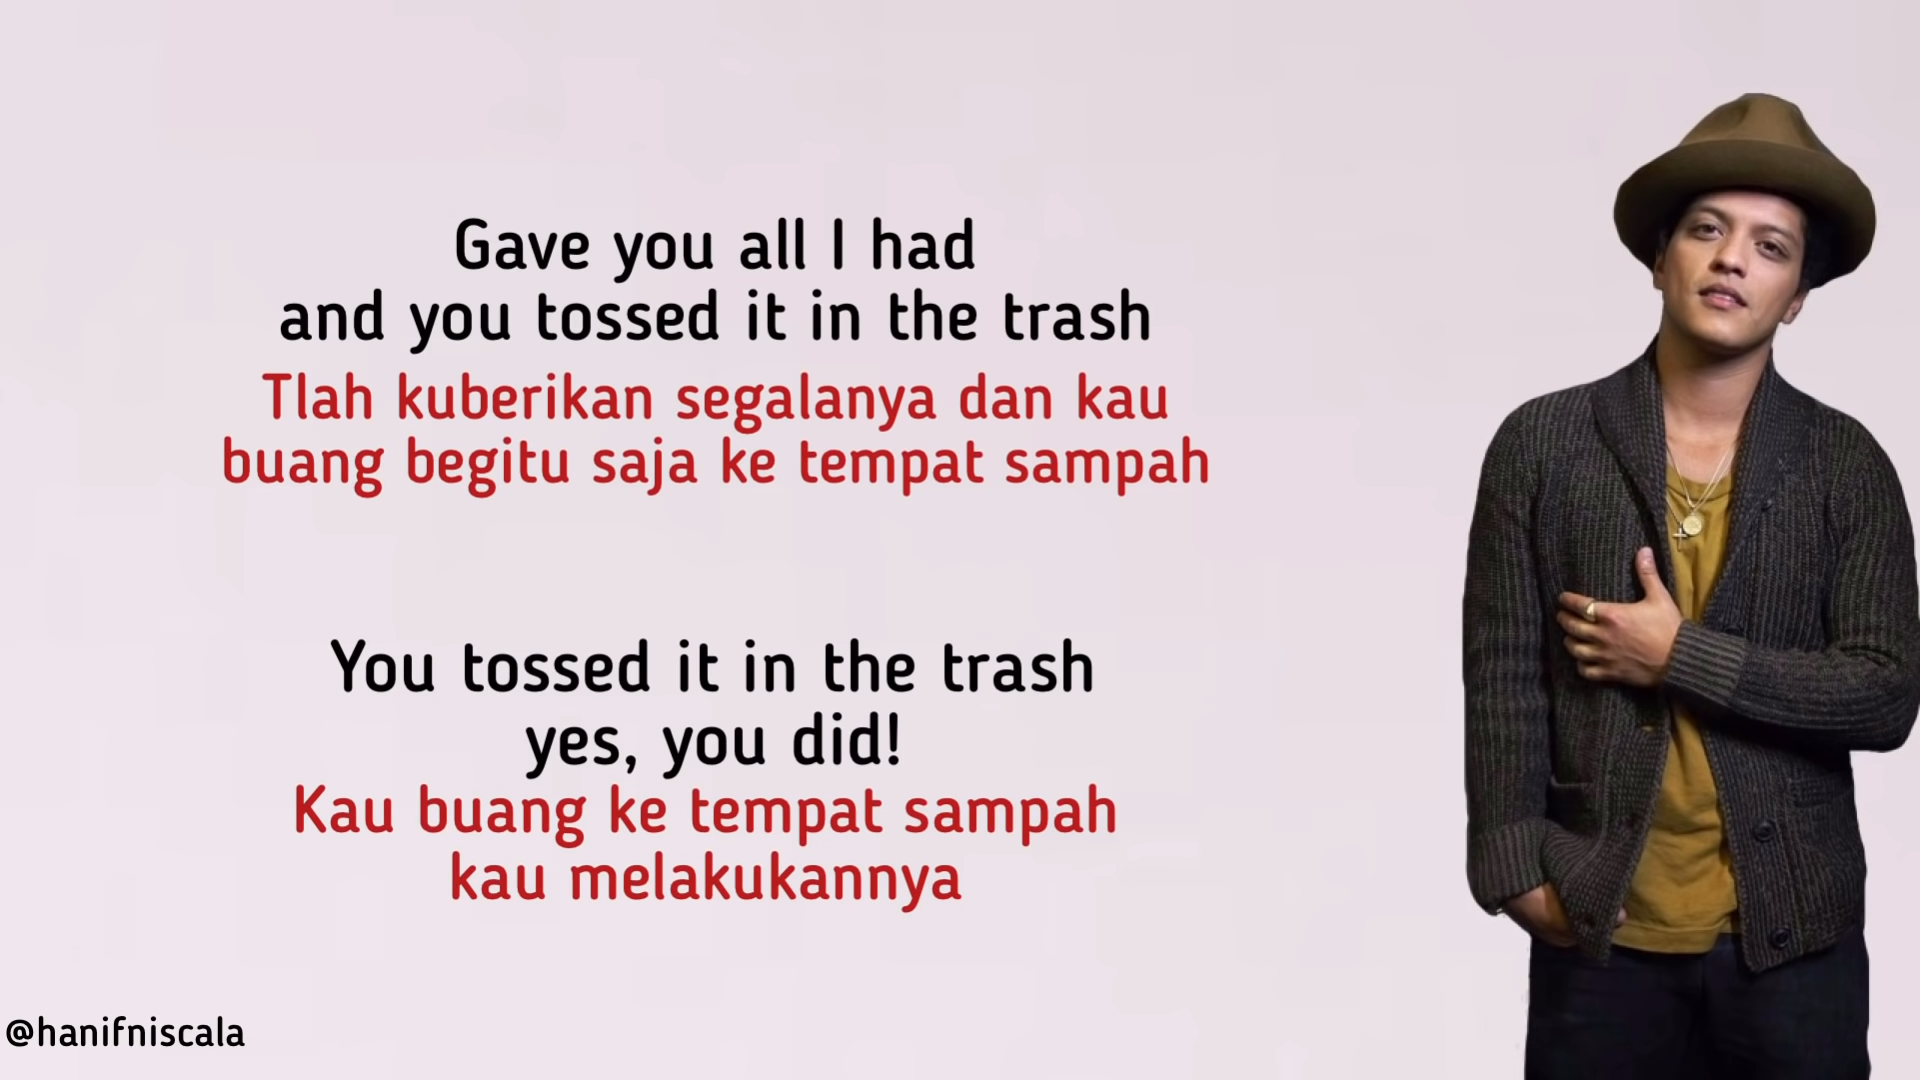 Gave you all I had
and you tossed it in the trash
Tlah kuberikan segalanya dan kau
buang begitu saja ke tempat sampah
You tossed it in the trash
yes, you did!
Kau buang ke tempat sampah
kau melakukannya
@hanifniscala